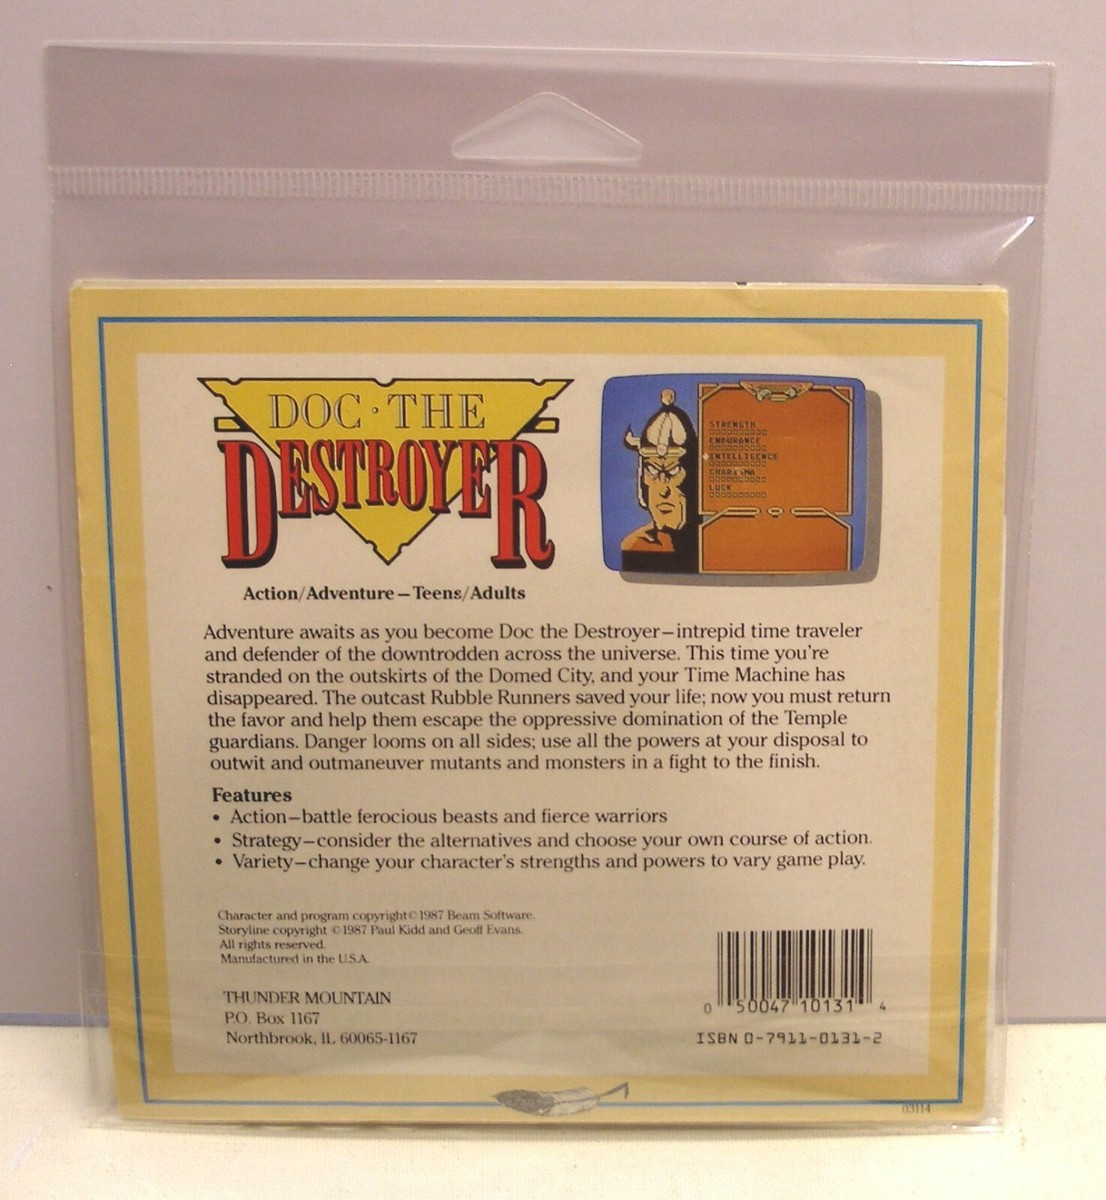 DOC · THE
DESTROYER
STRENGTH
ENDURANCE
INTELLIGENCE
CHARISMA
LUCK
Action/Adventure—Teens/Adults
Adventure awaits as you become Doc the Destroyer—intrepid time traveler
and defender of the downtrodden across the universe. This time you're
stranded on the outskirts of the Domed City, and your Time Machine has
disappeared. The outcast Rubble Runners saved your life; now you must return
the favor and help them escape the oppressive domination of the Temple
guardians. Danger looms on all sides; use all the powers at your disposal to
outwit and outmaneuver mutants and monsters in a fight to the finish.
Features
• Action—battle ferocious beasts and fierce warriors
• Strategy—consider the alternatives and choose your own course of action.
• Variety—change your character's strengths and powers to vary game play.
Character and program copyright © 1987 Beam Software.
Storyline copyright © 1987 Paul Kidd and Geoff Evans.
All rights reserved.
Manufactured in the U.S.A.
THUNDER MOUNTAIN
P.O. Box 1167
Northbrook, IL 60065-1167
0 50047 10131 4
ISBN 0-7911-0131-2
03114